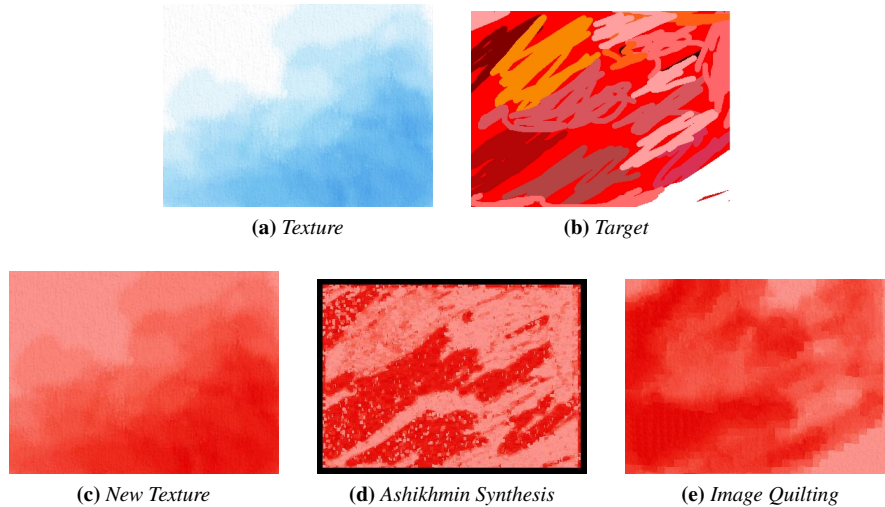 (a) Texture
(b) Target
(c) New Texture
(d) Ashikhmin Synthesis
(e) Image Quilting